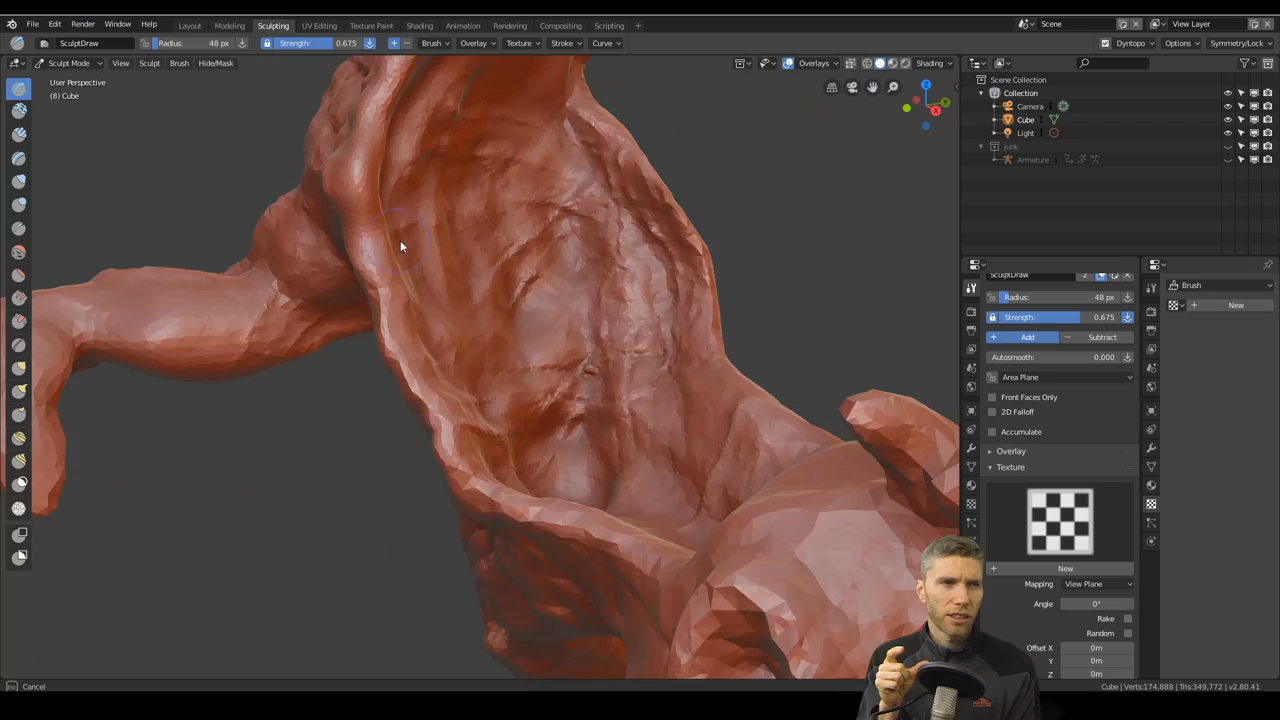 File Edit Render Window Help Layout Modeling Sculpting UV Editing Texture Paint Shading Animation Rendering Compositing Scripting + Scene View Layer
SculptDraw Radius: 48 px Strength: 0.675 Brush Overlay Texture Stroke Curve Dyntopo Options Symmetry/Lock
Sculpt Mode View Sculpt Brush Hide/Mask Overlays Shading
User Perspective
(8) Cube
Scene Collection
Collection
Camera
Cube
Light
junk
Armature
SculptDraw 2
Radius: 48 px
Strength: 0.675
Add Subtract
Autosmooth: 0.000
Area Plane
Front Faces Only
2D Falloff
Accumulate
Overlay
Texture
New
Mapping View Plane
Angle 0°
Rake
Random
Offset X 0m
Y 0m
Z 0m
Brush
New
Cancel
Cube | Verts:174,888 | Tris:349,772 | v2.80.41